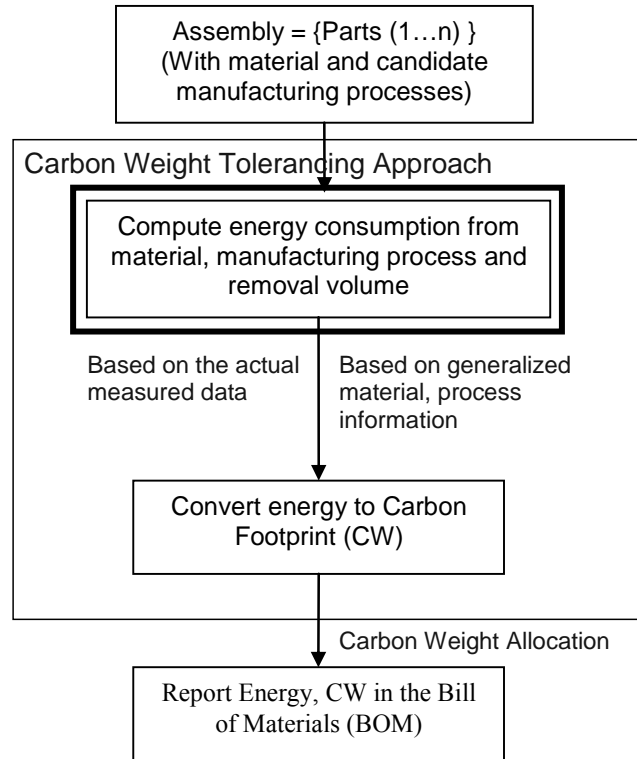 Assembly = {Parts (1…n) }
(With material and candidate
manufacturing processes)
Carbon Weight Tolerancing Approach
Compute energy consumption from
material, manufacturing process and
removal volume
Based on the actual
measured data
Based on generalized
material, process
information
Convert energy to Carbon
Footprint (CW)
Carbon Weight Allocation
Report Energy, CW in the Bill
of Materials (BOM)